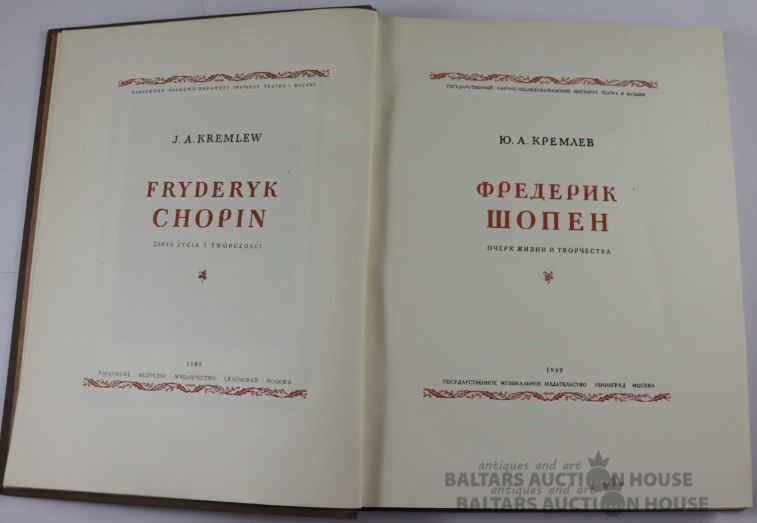 PAŃSTWOWY NAUKOWO-BADAWCZY INSTYTUT TEATRU I MUZYKI
J. A. KREMLEW
FRYDERYK
CHOPIN
ZARYS ŻYCIA I TWÓRCZOŚCI
1949
PAŃSTWOWE MUZYCZNE WYDAWNICTWO LENINGRAD MOSKWA
ГОСУДАРСТВЕННЫЙ НАУЧНО-ИССЛЕДОВАТЕЛЬСКИЙ ИНСТИТУТ ТЕАТРА И МУЗЫКИ
Ю. А. КРЕМЛЕВ
ФРЕДЕРИК
ШОПЕН
ОЧЕРК ЖИЗНИ И ТВОРЧЕСТВА
1949
ГОСУДАРСТВЕННОЕ МУЗЫКАЛЬНОЕ ИЗДАТЕЛЬСТВО ЛЕНИНГРАД МОСКВА
antiques and art
BALTARS AUCTION HOUSE
antiques and art
BALTARS AUCTION HOUSE